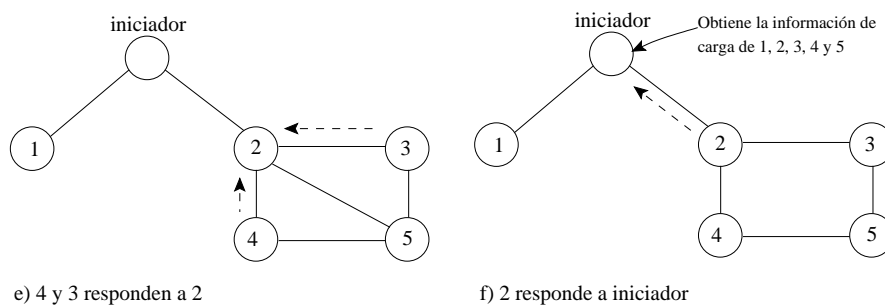 iniciador
1
2
3
4
5
e) 4 y 3 responden a 2
iniciador
Obtiene la información de
carga de 1, 2, 3, 4 y 5
1
2
3
4
5
f) 2 responde a iniciador